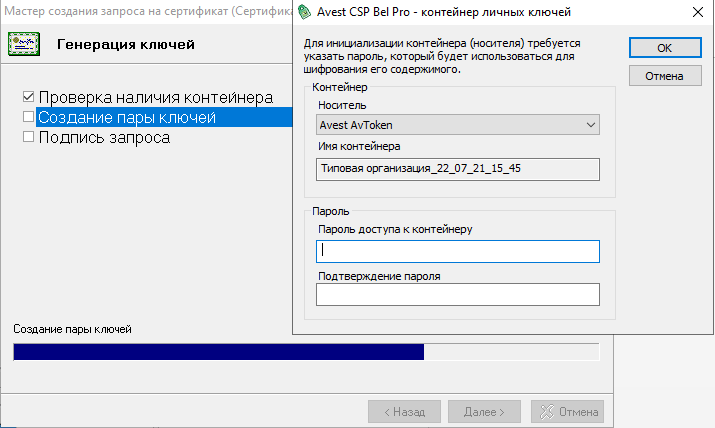 Мастер создания запроса на сертификат (Сертифика
Генерация ключей
Проверка наличия контейнера
Создание пары ключей
Подпись запроса
Создание пары ключей
< Назад
Далее >
Отмена
Avest CSP Bel Pro - контейнер личных ключей
Для инициализации контейнера (носителя) требуется
указать пароль, который будет использоваться для
шифрования его содержимого.
OK
Отмена
Контейнер
Носитель
Avest AvToken
Имя контейнера
Типовая организация_22_07_21_15_45
Пароль
Пароль доступа к контейнеру
Подтверждение пароля